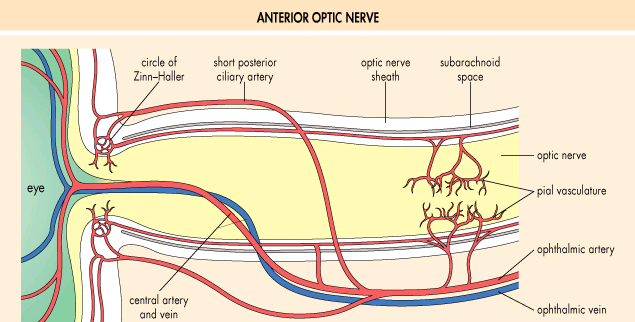 ANTERIOR OPTIC NERVE
circle of
Zinn–Haller
short posterior
ciliary artery
optic nerve
sheath
subarachnoid
space
optic nerve
eye
pial vasculature
ophthalmic artery
central artery
and vein
ophthalmic vein